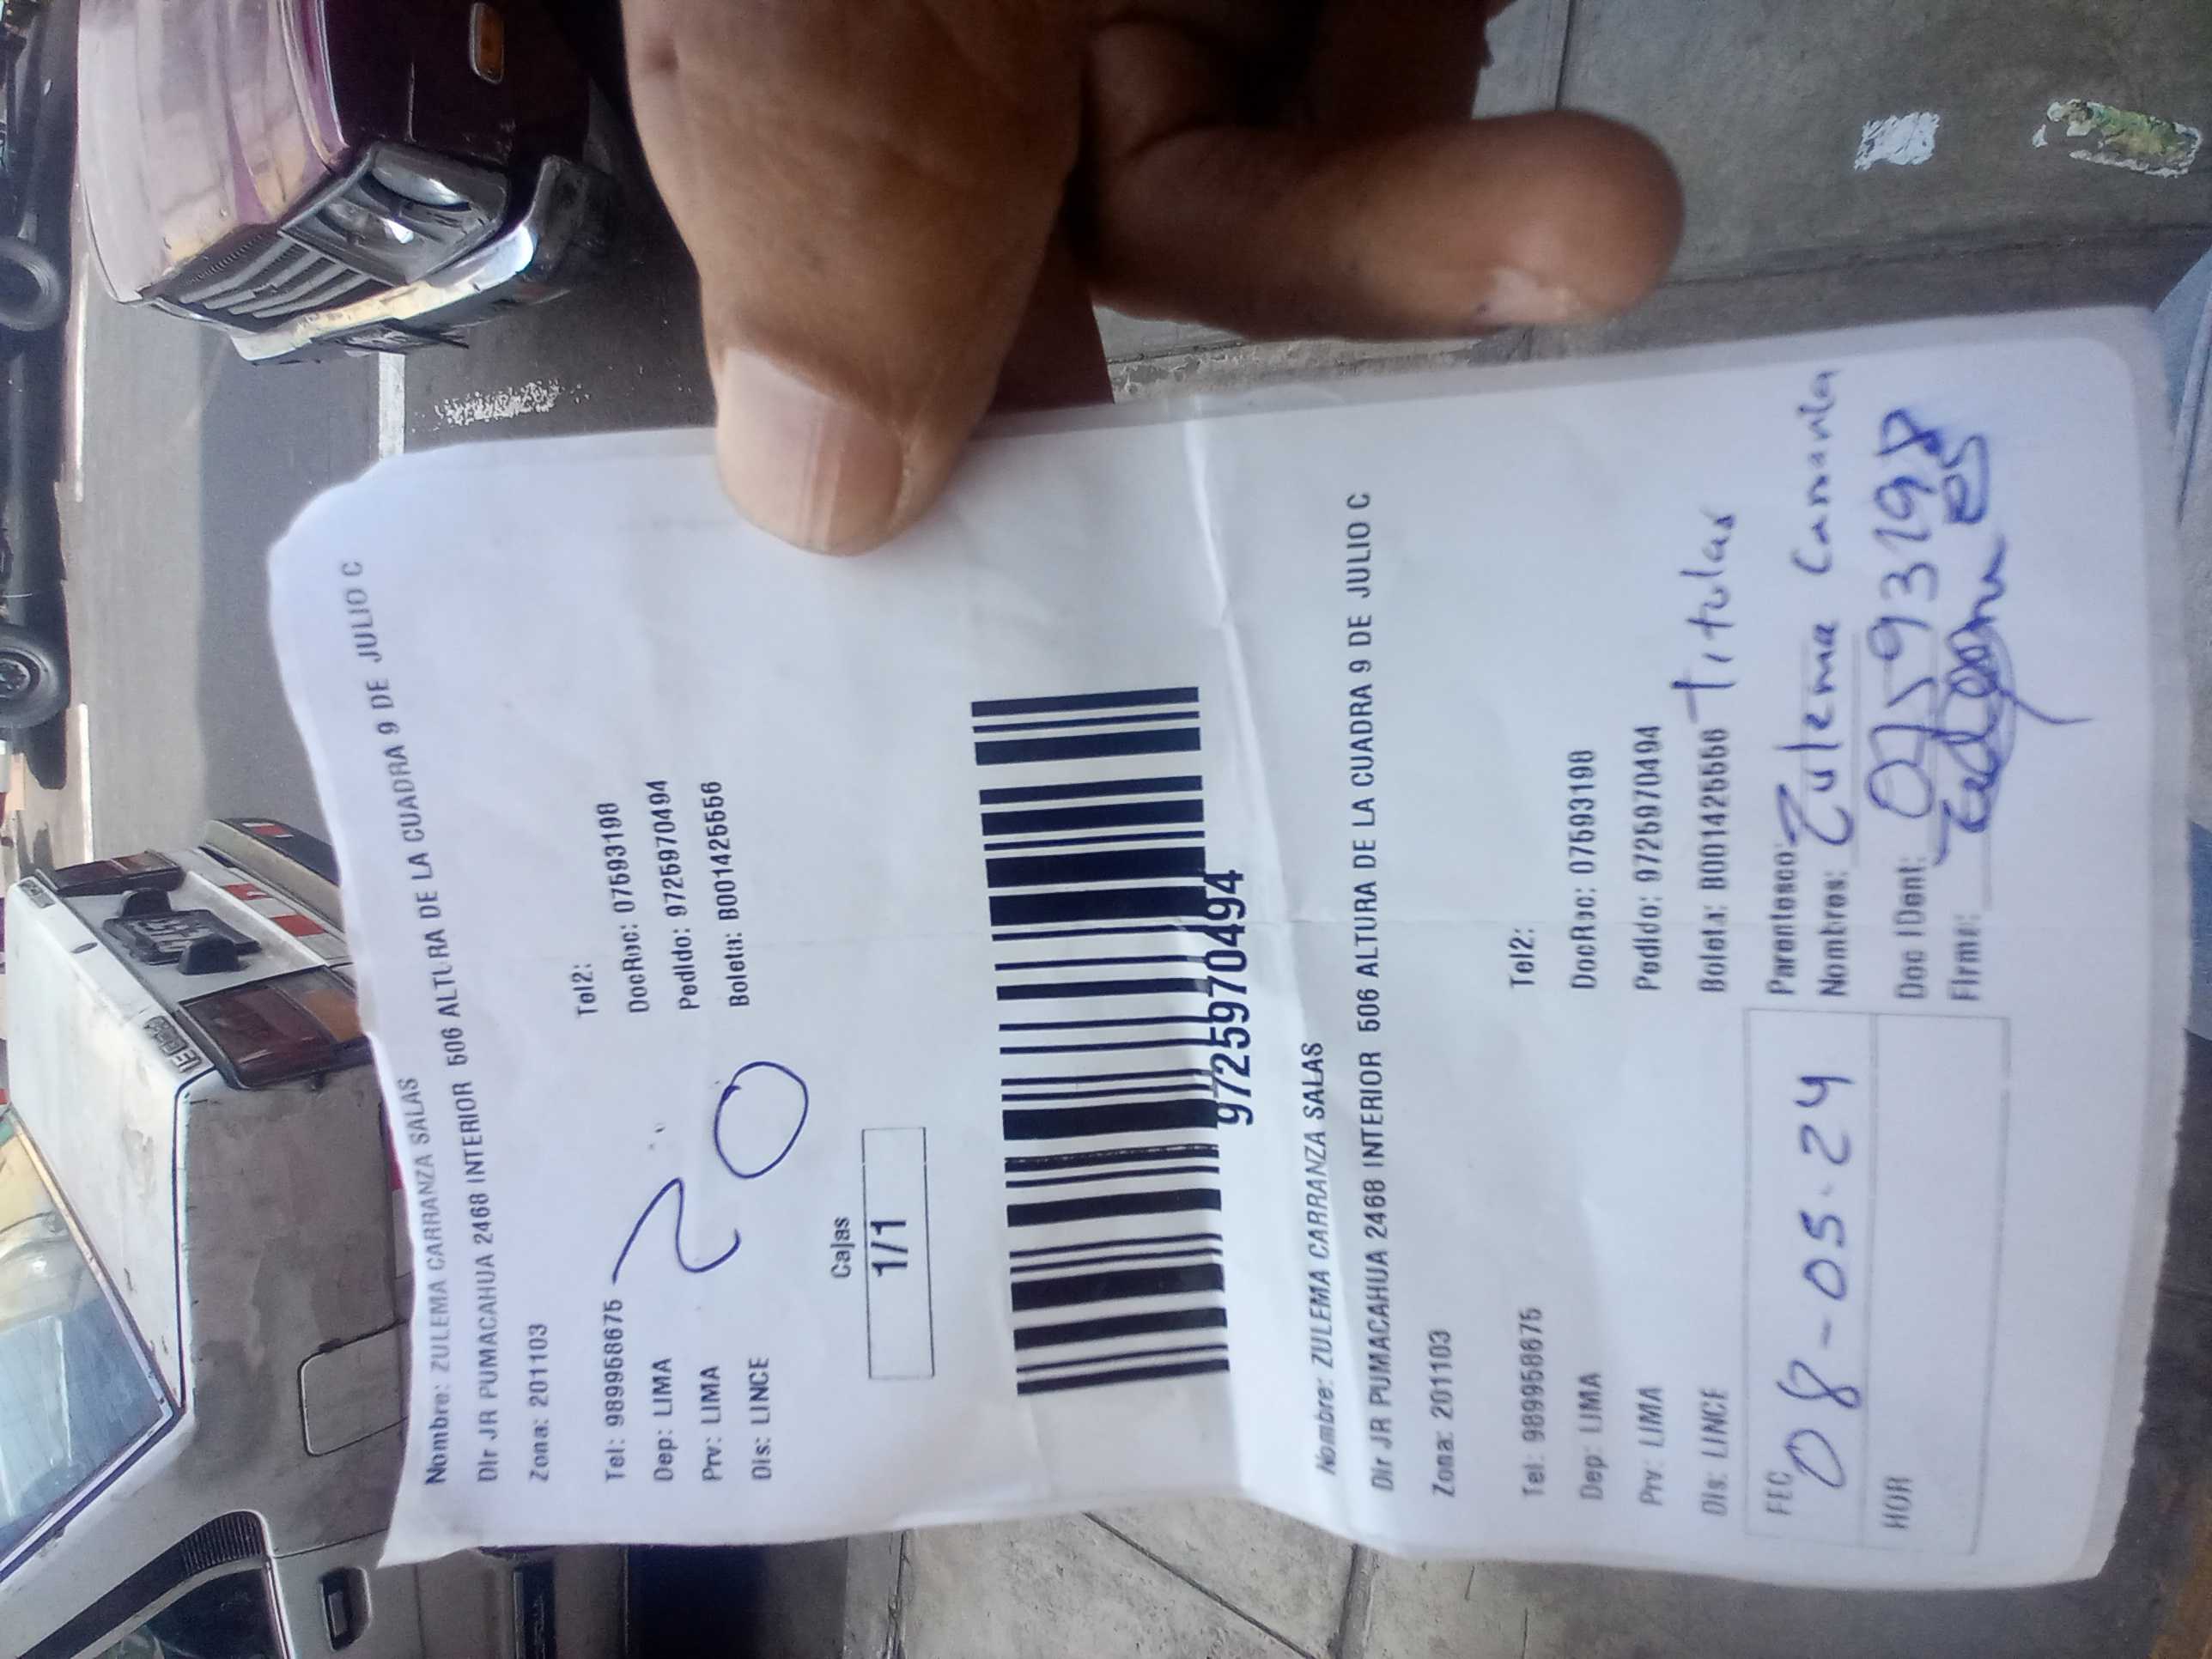 Nombre: ZULEMA CARRANZA SALAS
Dir JR PUMACAHUA 2468 INTERIOR 506 ALTURA DE LA CUADRA 9 DE JULIO C
Zona: 201103
Tel: 989958675 Tel2:
Dep: LIMA DocRec: 07593198
Prv: LIMA Pedido: 9725970494
Dis: LINCE Boleta: B001425556
20
Cajas
1/1
9725970494
Nombre: ZULEMA CARRANZA SALAS
Dir JR PUMACAHUA 2468 INTERIOR 506 ALTURA DE LA CUADRA 9 DE JULIO C
Zona: 201103
Tel: 989958675 Tel2:
Dep: LIMA DocRec: 07593198
Prv: LIMA Pedido: 9725970494
Dis: LINCE Boleta: B001425556
FEC 08-05-24 Parentesco: Titular
Nombres: Zulema Carranza
HOR Doc IDent: 07593198
Firma: